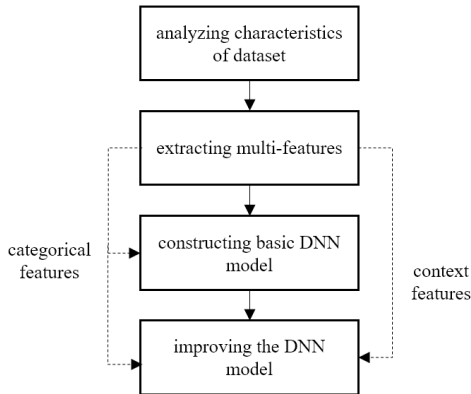 analyzing characteristics
of dataset
extracting multi-features
categorical
features
constructing basic DNN
model
context
features
improving the DNN
model